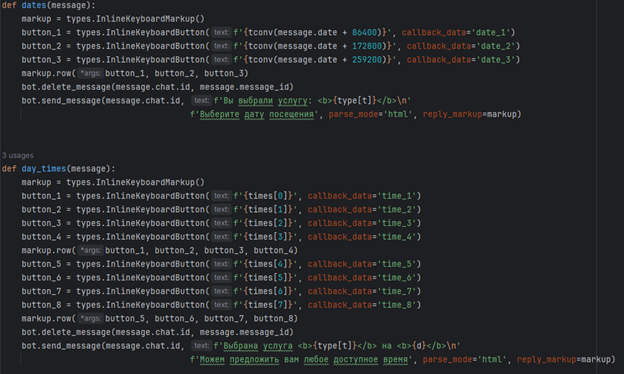 def dates(message):
    markup = types.InlineKeyboardMarkup()
    button_1 = types.InlineKeyboardButton( text: f'{tconv(message.date + 86400)}', callback_data='date_1')
    button_2 = types.InlineKeyboardButton( text: f'{tconv(message.date + 172800)}', callback_data='date_2')
    button_3 = types.InlineKeyboardButton( text: f'{tconv(message.date + 259200)}', callback_data='date_3')
    markup.row( *args: button_1, button_2, button_3)
    bot.delete_message(message.chat.id, message.message_id)
    bot.send_message(message.chat.id, text: f'Вы выбрали услугу: <b>{type[t]}</b>\n'
                     f'Выберите дату посещения', parse_mode='html', reply_markup=markup)
3 usages
def day_times(message):
    markup = types.InlineKeyboardMarkup()
    button_1 = types.InlineKeyboardButton( text: f'{times[0]}', callback_data='time_1')
    button_2 = types.InlineKeyboardButton( text: f'{times[1]}', callback_data='time_2')
    button_3 = types.InlineKeyboardButton( text: f'{times[2]}', callback_data='time_3')
    button_4 = types.InlineKeyboardButton( text: f'{times[3]}', callback_data='time_4')
    markup.row( *args: button_1, button_2, button_3, button_4)
    button_5 = types.InlineKeyboardButton( text: f'{times[4]}', callback_data='time_5')
    button_6 = types.InlineKeyboardButton( text: f'{times[5]}', callback_data='time_6')
    button_7 = types.InlineKeyboardButton( text: f'{times[6]}', callback_data='time_7')
    button_8 = types.InlineKeyboardButton( text: f'{times[7]}', callback_data='time_8')
    markup.row( *args: button_5, button_6, button_7, button_8)
    bot.delete_message(message.chat.id, message.message_id)
    bot.send_message(message.chat.id, text: f'Выбрана услуга <b>{type[t]}</b> на <b>{d}</b>\n'
                     f'Можем предложить вам любое доступное время', parse_mode='html', reply_markup=markup)